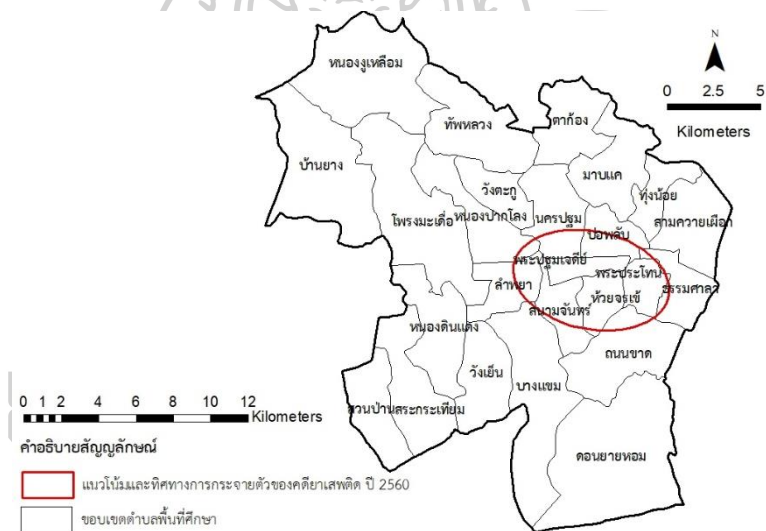 หนองงูเหลือม
N
0 2.5 5
Kilometers
ทัพหลวง
ตาก้อง
บ้านยาง
มาบแค
วังตะกู
ทุ่งน้อย
โพรงมะเดื่อ
หนองปากโลง
นครปฐม
สามควายเผือก
บ่อพลับ
พระปฐมเจดีย์
พระประโทน
ลำพยา
ธรรมศาลา
ห้วยจรเข้
สนามจันทร์
หนองดินแดง
ถนนขาด
วังเย็น
บางแขม
สวนป่าน
สระกระเทียม
ดอนยายหอม
0 1 2 4 6 8 10 12
Kilometers
คำอธิบายสัญญลักษณ์
แนวโน้มและทิศทางการกระจายตัวของคดียาเสพติด ปี 2560
ขอบเขตตำบลพื้นที่ศึกษา